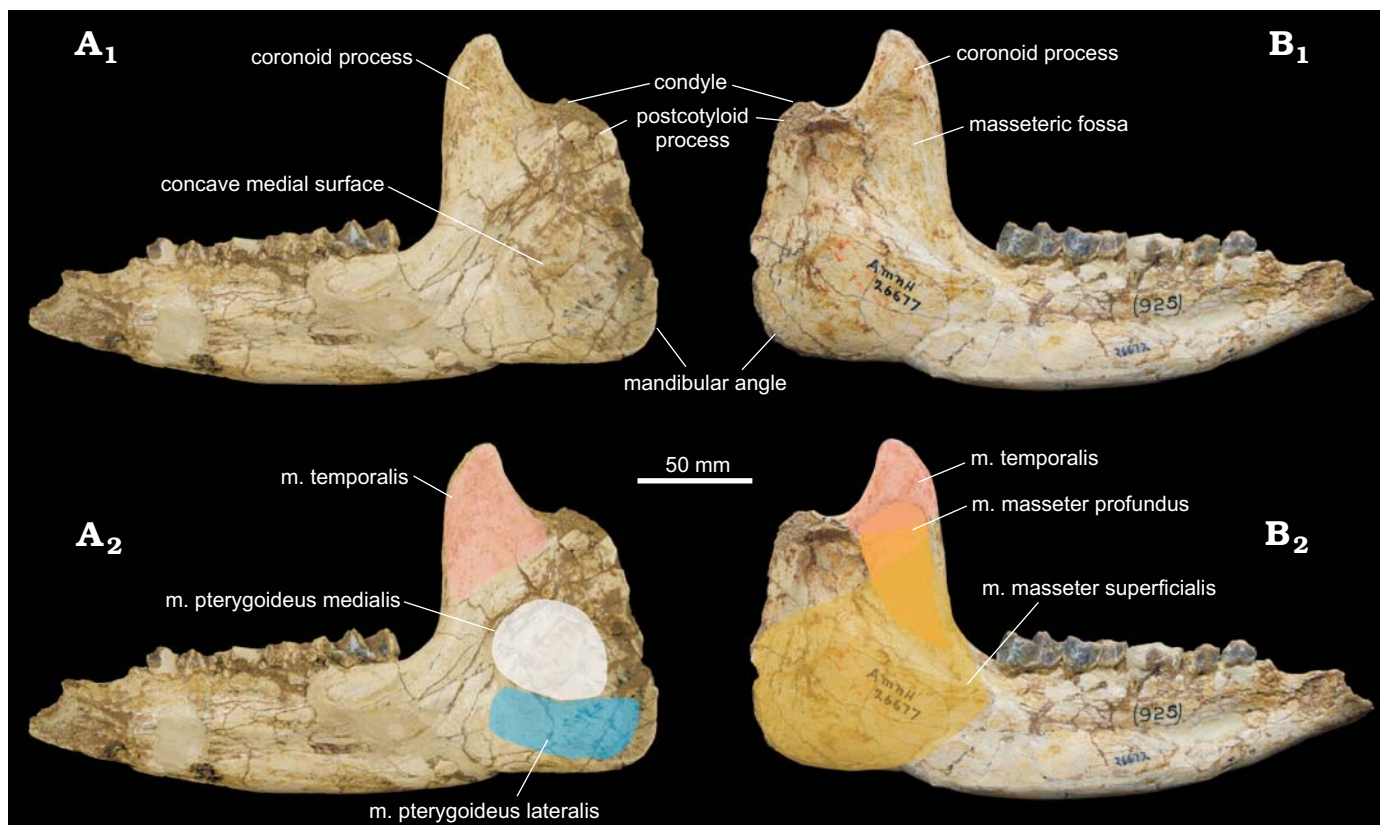 A1
B1
coronoid process
condyle
postcotyloid
process
coronoid process
masseteric fossa
concave medial surface
AMNH
26677
(925)
26677
mandibular angle
A2
B2
m. temporalis
50 mm
m. temporalis
m. masseter profundus
m. pterygoideus medialis
m. masseter superficialis
AMNH
26677
(925)
26677
m. pterygoideus lateralis